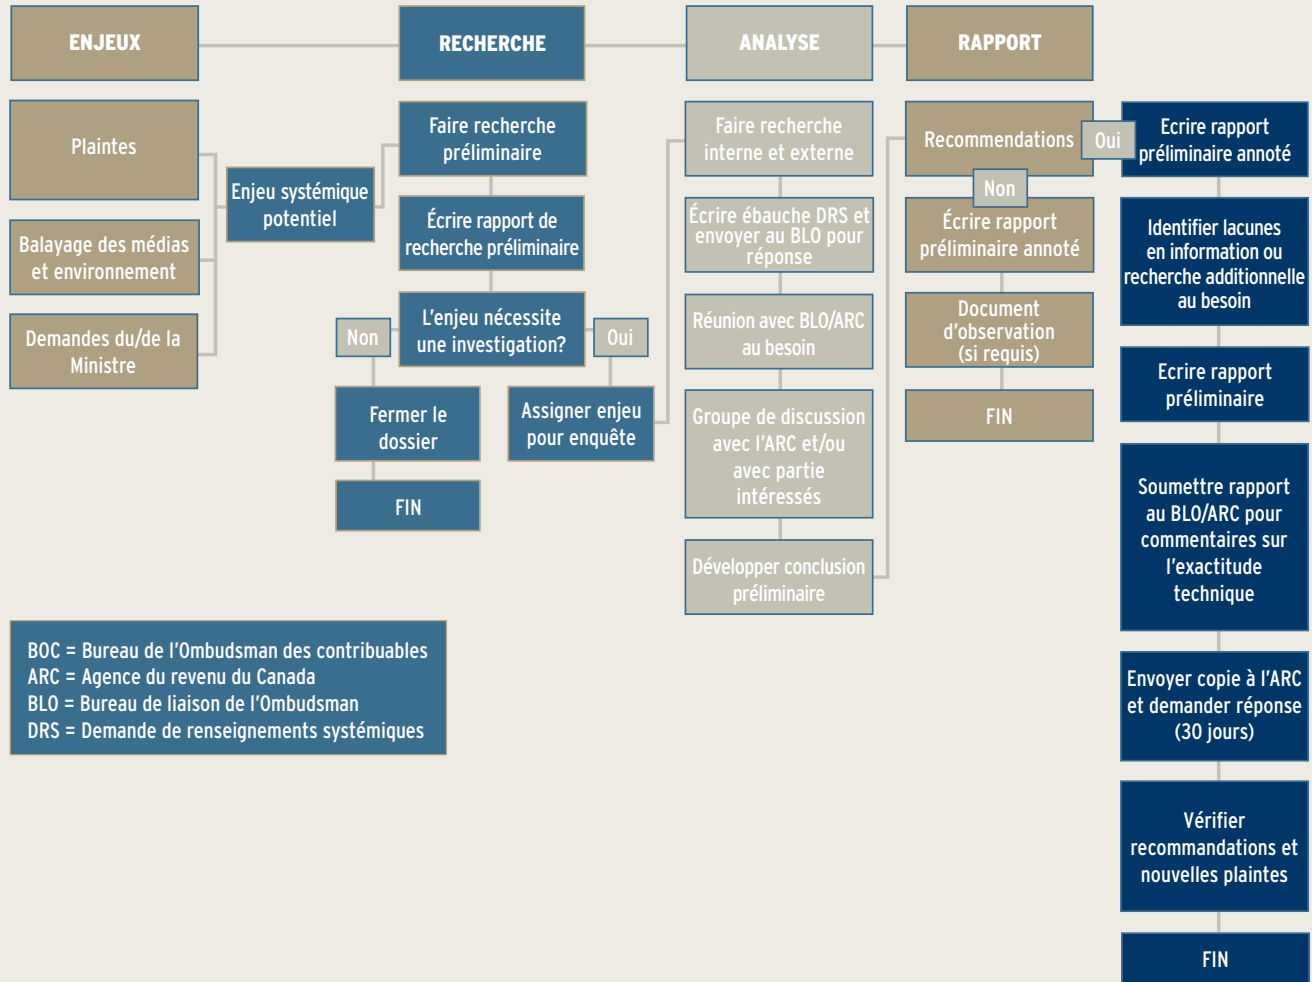 ENJEUX
RECHERCHE
ANALYSE
RAPPORT
Plaintes
Balayage des médias
et environnement
Demandes du/de la
Ministre
Enjeu systémique
potentiel
Faire recherche
préliminaire
Écrire rapport de
recherche préliminaire
L'enjeu nécessite
une investigation?
Non
Oui
Fermer le
dossier
FIN
Assigner enjeu
pour enquête
Faire recherche
interne et externe
Écrire ébauche DRS et
envoyer au BLO pour
réponse
Réunion avec BLO/ARC
au besoin
Groupe de discussion
avec l'ARC et/ou
avec partie
intéressés
Développer conclusion
préliminaire
Recommendations
Oui
Non
Écrire rapport
préliminaire annoté
Document
d'observation
(si requis)
FIN
Ecrire rapport
préliminaire annoté
Identifier lacunes
en information ou
recherche additionnelle
au besoin
Ecrire rapport
préliminaire
Soumettre rapport
au BLO/ARC pour
commentaires sur
l'exactitude
technique
Envoyer copie à l'ARC
et demander réponse
(30 jours)
Vérifier
recommandations et
nouvelles plaintes
FIN
BOC = Bureau de l'Ombudsman des contribuables
ARC = Agence du revenu du Canada
BLO = Bureau de liaison de l'Ombudsman
DRS = Demande de renseignements systémiques